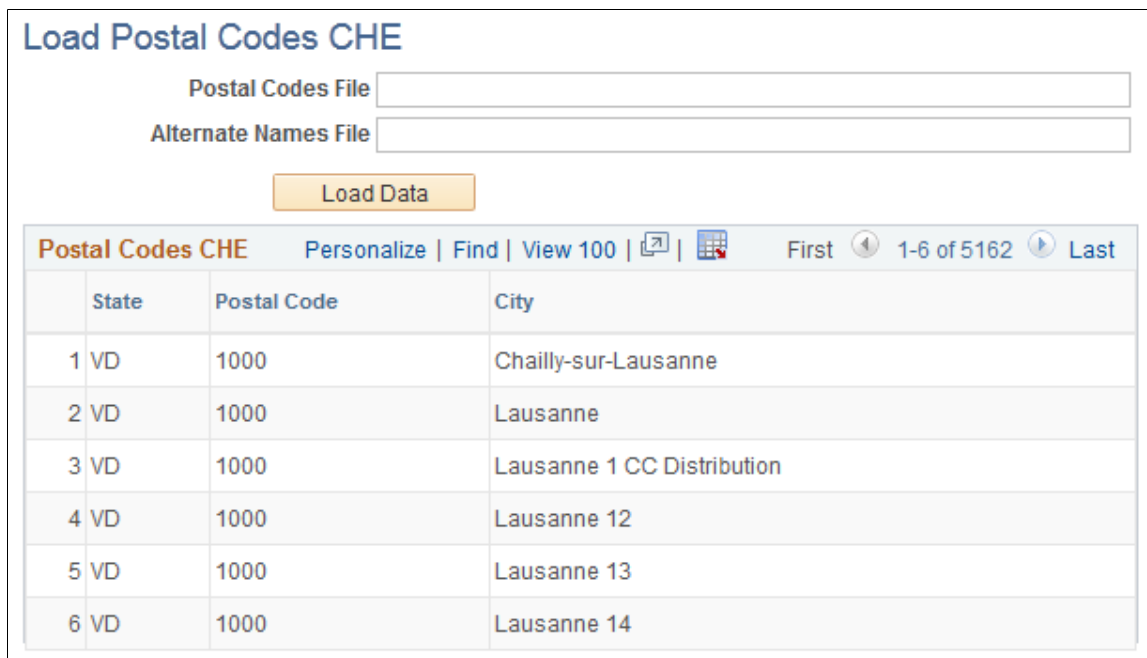 Load Postal Codes CHE
Postal Codes File
Alternate Names File
Load Data
Postal Codes CHE Personalize | Find | View 100 | | First 1-6 of 5162 Last
State Postal Code City
1 VD 1000 Chailly-sur-Lausanne
2 VD 1000 Lausanne
3 VD 1000 Lausanne 1 CC Distribution
4 VD 1000 Lausanne 12
5 VD 1000 Lausanne 13
6 VD 1000 Lausanne 14